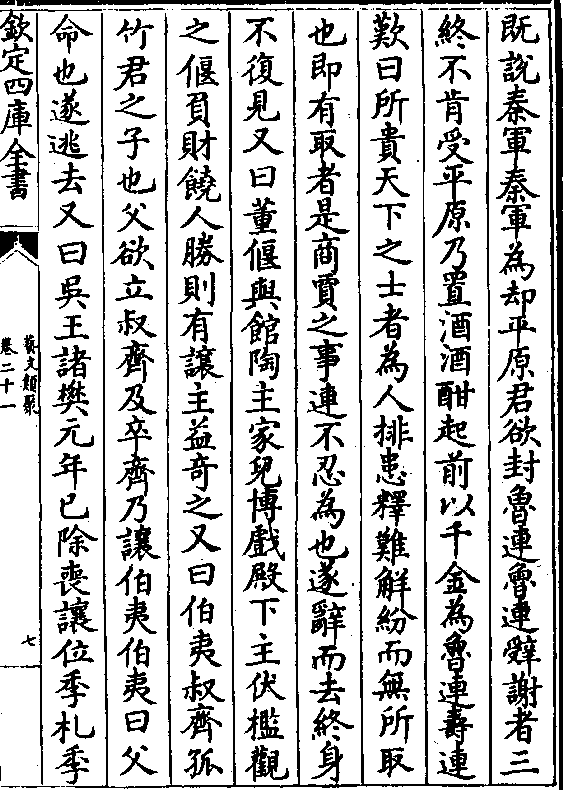 既說秦軍秦軍為却平原君欲封魯連魯連辤謝者三
終不肯受平原乃置酒酒酣起前以千金為魯連壽連
歎曰所貴天下之士者為人排患釋難解紛而無所取
也即有取者是商賈之事連不忍為也遂辭而去終身
不復見又曰董偃與館陶主家兒博戲殿下主伏檻觀
之偃負財饒人勝則有讓主益奇之又曰伯夷叔齊孤
竹君之子也父欲立叔齊及卒齊乃讓伯夷伯夷曰父
命也遂逃去又曰吳王諸樊元年已除喪讓位季札季
欽定四庫全書
藝文類聚
卷二十一
七